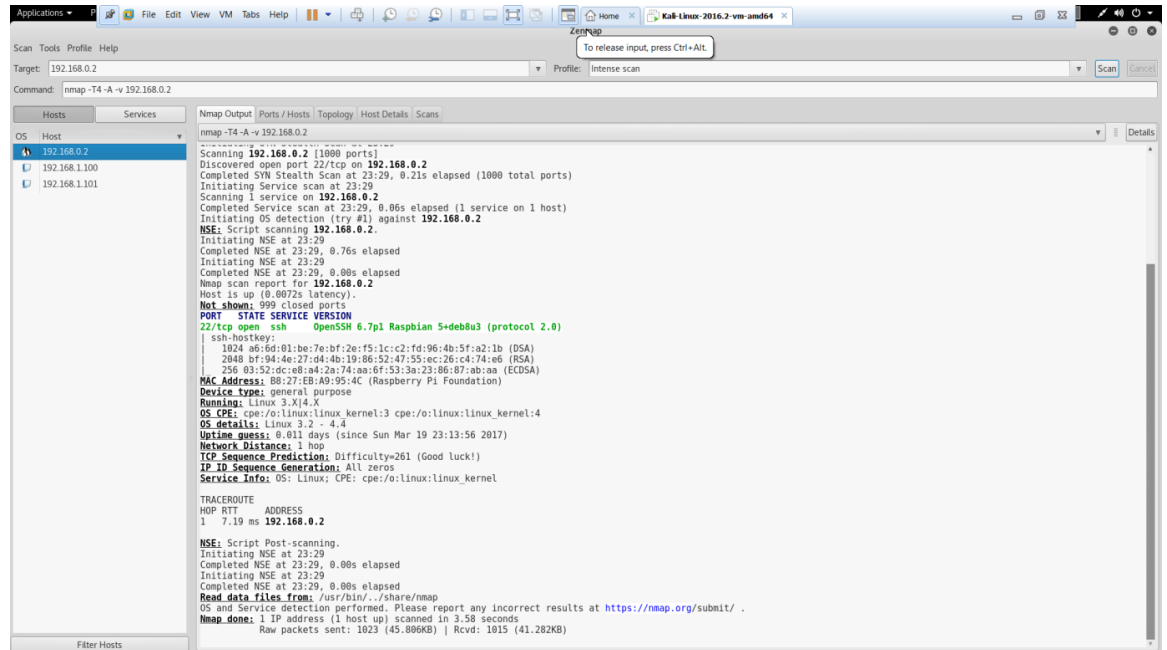 Applications P File Edit View VM Tabs Help Home × Kali-Linux-2016.2-vm-amd64 ×
Zenmap
To release input, press Ctrl+Alt.
Scan Tools Profile Help
Target: 192.168.0.2 Profile: Intense scan Scan Cancel
Command: nmap -T4 -A -v 192.168.0.2
Hosts Services Nmap Output Ports / Hosts Topology Host Details Scans
OS Host
nmap -T4 -A -v 192.168.0.2 Details
192.168.0.2
192.168.1.100
192.168.1.101
Scanning 192.168.0.2 [1000 ports]
Discovered open port 22/tcp on 192.168.0.2
Completed SYN Stealth Scan at 23:29, 0.21s elapsed (1000 total ports)
Initiating Service scan at 23:29
Scanning 1 service on 192.168.0.2
Completed Service scan at 23:29, 0.06s elapsed (1 service on 1 host)
Initiating OS detection (try #1) against 192.168.0.2
NSE: Script scanning 192.168.0.2.
Initiating NSE at 23:29
Completed NSE at 23:29, 0.76s elapsed
Initiating NSE at 23:29
Completed NSE at 23:29, 0.00s elapsed
Nmap scan report for 192.168.0.2
Host is up (0.0072s latency).
Not shown: 999 closed ports
PORT STATE SERVICE VERSION
22/tcp open ssh OpenSSH 6.7p1 Raspbian 5+deb8u3 (protocol 2.0)
| ssh-hostkey:
| 1024 a6:6d:01:be:7e:bf:2e:f5:1c:c2:fd:96:4b:5f:a2:1b (DSA)
| 2048 bf:94:4e:27:d4:4b:19:86:52:47:55:ec:26:c4:74:e6 (RSA)
|_ 256 03:52:dc:e8:a4:2a:74:aa:6f:53:3a:23:86:87:ab:aa (ECDSA)
MAC Address: B8:27:EB:A9:95:4C (Raspberry Pi Foundation)
Device type: general purpose
Running: Linux 3.X|4.X
OS CPE: cpe:/o:linux:linux_kernel:3 cpe:/o:linux:linux_kernel:4
OS details: Linux 3.2 - 4.4
Uptime guess: 0.011 days (since Sun Mar 19 23:13:56 2017)
Network Distance: 1 hop
TCP Sequence Prediction: Difficulty=261 (Good luck!)
IP ID Sequence Generation: All zeros
Service Info: OS: Linux; CPE: cpe:/o:linux:linux_kernel
TRACEROUTE
HOP RTT ADDRESS
1 7.19 ms 192.168.0.2
NSE: Script Post-scanning.
Initiating NSE at 23:29
Completed NSE at 23:29, 0.00s elapsed
Initiating NSE at 23:29
Completed NSE at 23:29, 0.00s elapsed
Read data files from: /usr/bin/../share/nmap
OS and Service detection performed. Please report any incorrect results at https://nmap.org/submit/ .
Nmap done: 1 IP address (1 host up) scanned in 3.58 seconds
Raw packets sent: 1023 (45.806KB) | Rcvd: 1015 (41.282KB)
Filter Hosts